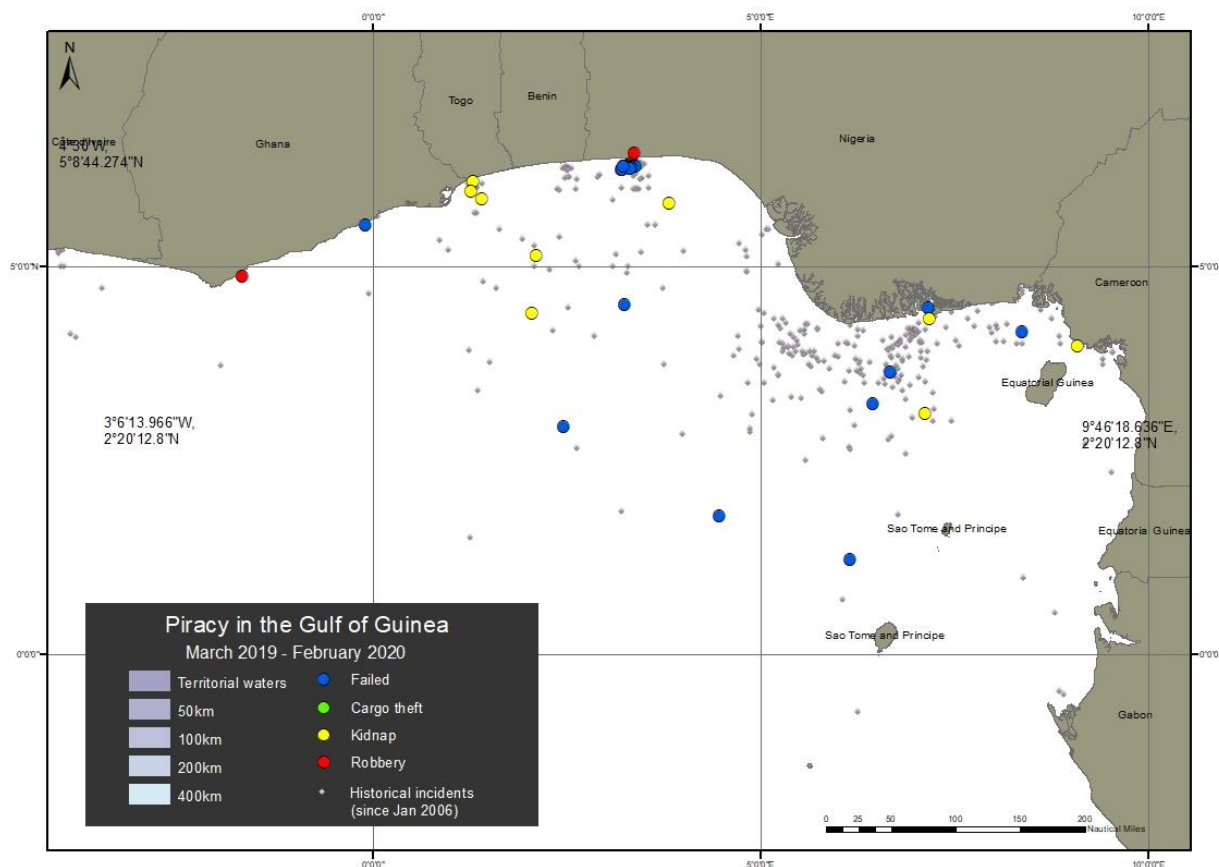 0°0'0"
5°0'0"E
10°0'0"E
N
Togo
Benin
Ghana
Nigeria
4°30'W,
5°8'44.274"N
5°0'0"N
5°0'0"N
Cameroon
Equatorial Guinea
3°6'13.966"W,
2°20'12.8"N
9°46'18.636"E,
2°20'12.8"N
Sao Tome and Principe
Equatorial Guinea
Sao Tome and Principe
0°0'0"
0°0'0"
Gabon
Piracy in the Gulf of Guinea
March 2019 - February 2020
Territorial waters
50km
100km
200km
400km
Failed
Cargo theft
Kidnap
Robbery
Historical incidents
(since Jan 2006)
0 25 50 100 150 200
Nautical Miles
0°0'0"
5°0'0"E
10°0'0"E